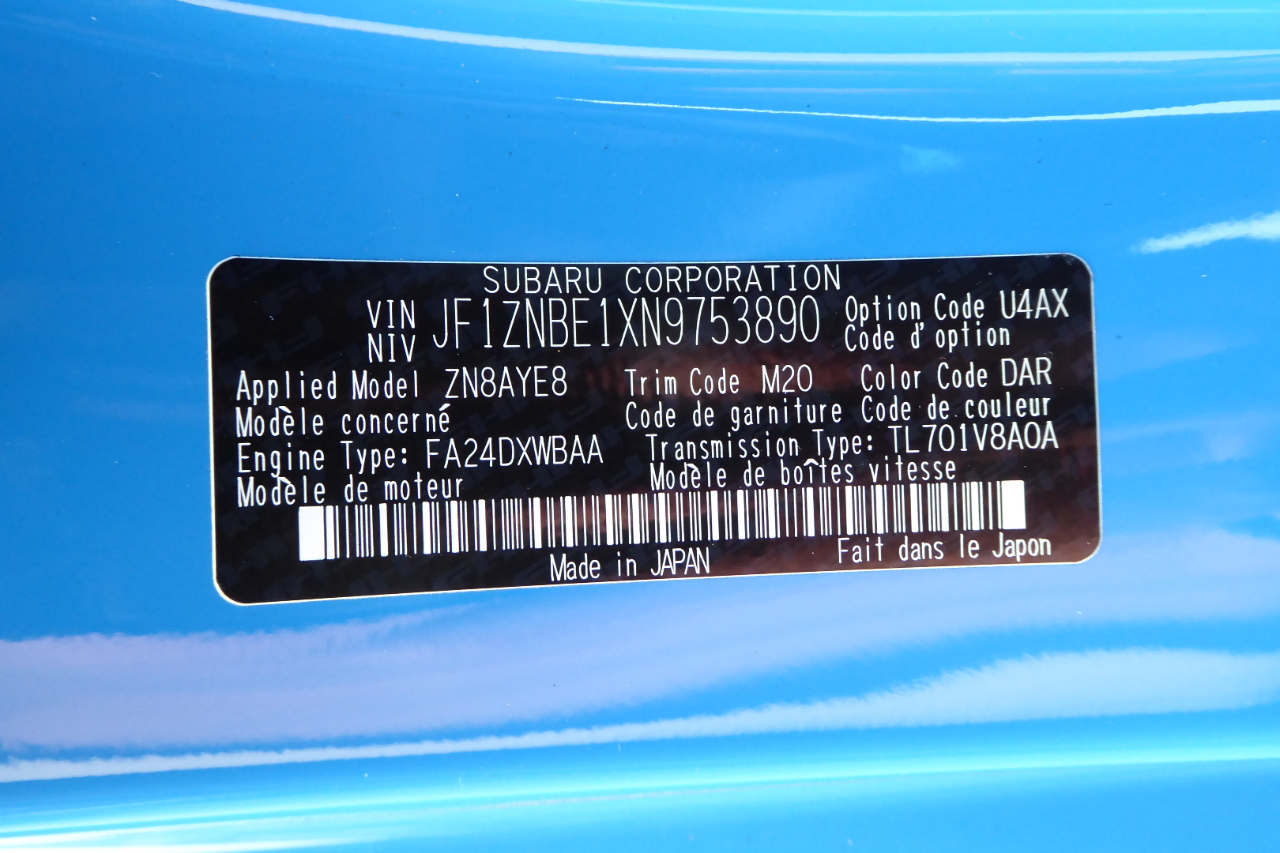 SUBARU CORPORATION
VIN JF1ZNBE1XN9753890 Option Code U4AX
NIV Code d'option
Applied Model ZN8AYE8 Trim Code M20 Color Code DAR
Modèle concerné Code de garniture Code de couleur
Engine Type: FA24DXWBAA Transmission Type: TL701V8A0A
Modèle de moteur Modèle de boîtes vitesse
Made in JAPAN Fait dans le Japon